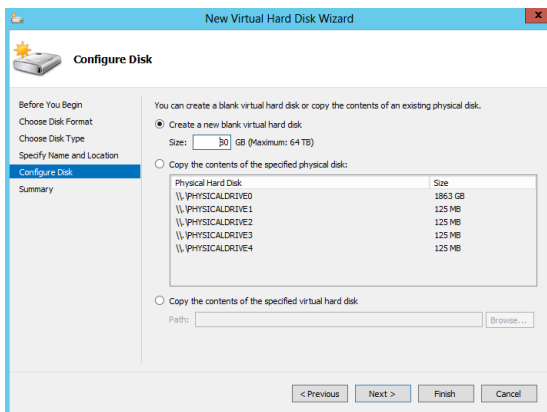 New Virtual Hard Disk Wizard
x
Configure Disk
Before You Begin
Choose Disk Format
Choose Disk Type
Specify Name and Location
Configure Disk
Summary
You can create a blank virtual hard disk or copy the contents of an existing physical disk.
Create a new blank virtual hard disk
Size: 80 GB (Maximum: 64 TB)
Copy the contents of the specified physical disk:
Physical Hard Disk Size
\\.\PHYSICALDRIVE0 1863 GB
\\.\PHYSICALDRIVE1 125 MB
\\.\PHYSICALDRIVE2 125 MB
\\.\PHYSICALDRIVE3 125 MB
\\.\PHYSICALDRIVE4 125 MB
Copy the contents of the specified virtual hard disk
Path: Browse...
< Previous Next > Finish Cancel